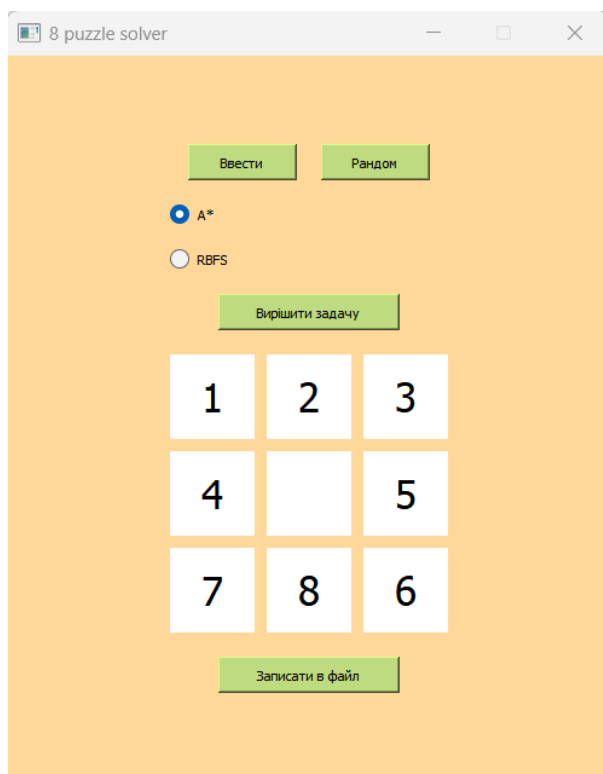 8 puzzle solver
Ввести Рандом
A*
RBFS
Вирішити задачу
1 2 3
4 5
7 8 6
Записати в файл